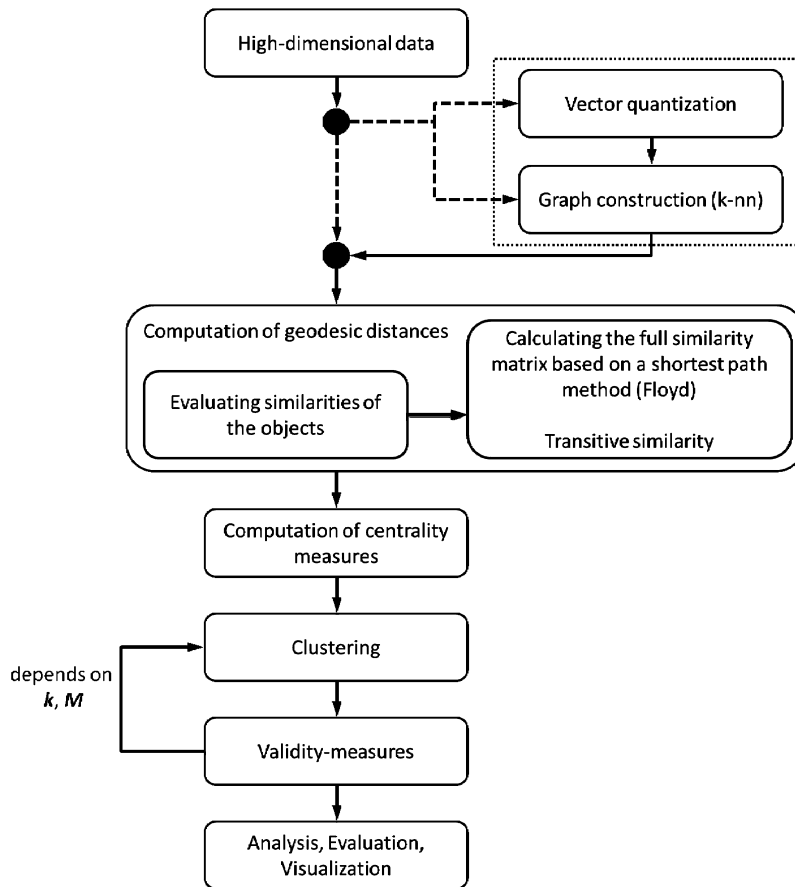 High-dimensional data
Vector quantization
Graph construction (k-nn)
Computation of geodesic distances
Calculating the full similarity
matrix based on a shortest path
method (Floyd)
Transitive similarity
Evaluating similarities of
the objects
Computation of centrality
measures
Clustering
depends on
k, M
Validity-measures
Analysis, Evaluation,
Visualization